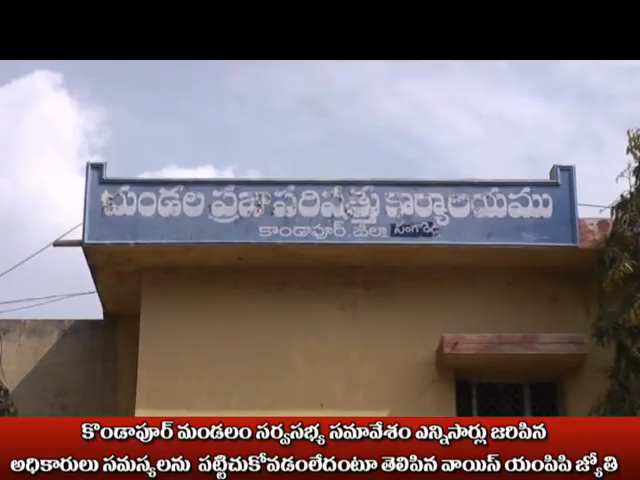 మండల ప్రజా పరిషత్తు కార్యాలయము
కొండాపూర్. జిల్లా సంగారెడ్డి
కొండాపూర్ మండలం సర్వసభ్య సమావేశం ఎన్నిసార్లు జరిపిన
అధికారులు సమస్యలను పట్టించుకోవడంలేదంటూ తెలిపిన వాయిస్ యంపిపి జ్యోతి